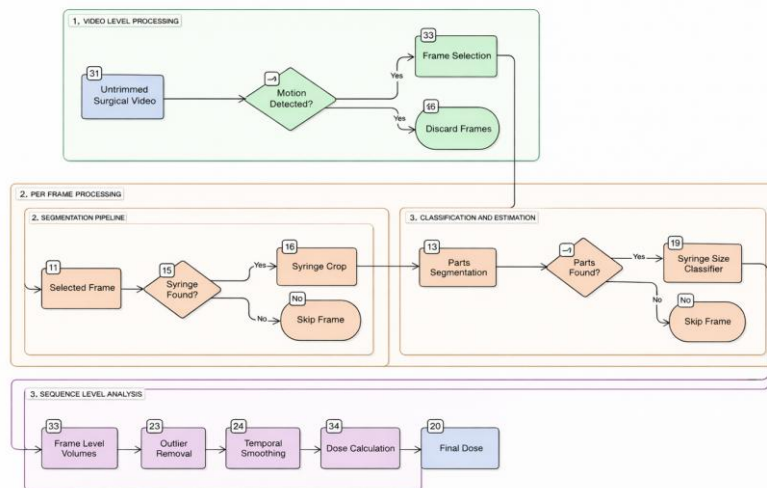 1, VIDEO LEVEL PROCESSING
31
Untrimmed
Surgical Video
Motion
Detected?
Yes
33
Frame Selection
Yes
Discard Frames
2. PER FRAME PROCESSING
2. SEGMENTATION PIPELINE
11
Selected Frame
15
Syringe
Found?
Yes
16
Syringe Crop
No
No
Skip Frame
3. CLASSIFICATION AND ESTIMATION
13
Parts
Segmentation
Parts
Found?
Yes
19
Syringe Size
Classifier
No
No
Skip Frame
3. SEQUENCE LEVEL ANALYSIS
33
Frame Level
Volumes
23
Outlier
Removal
24
Temporal
Smoothing
34
Dose Calculation
20
Final Dose